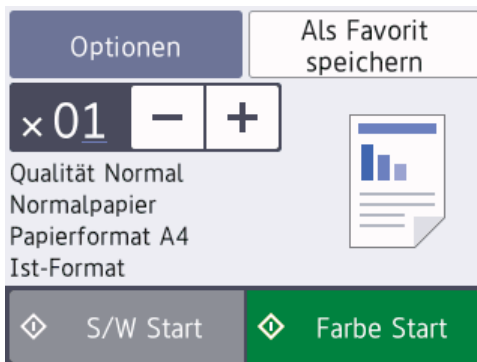 Optionen
Als Favorit
speichern
×01 − +
Qualität Normal
Normalpapier
Papierformat A4
Ist-Format
S/W Start
Farbe Start